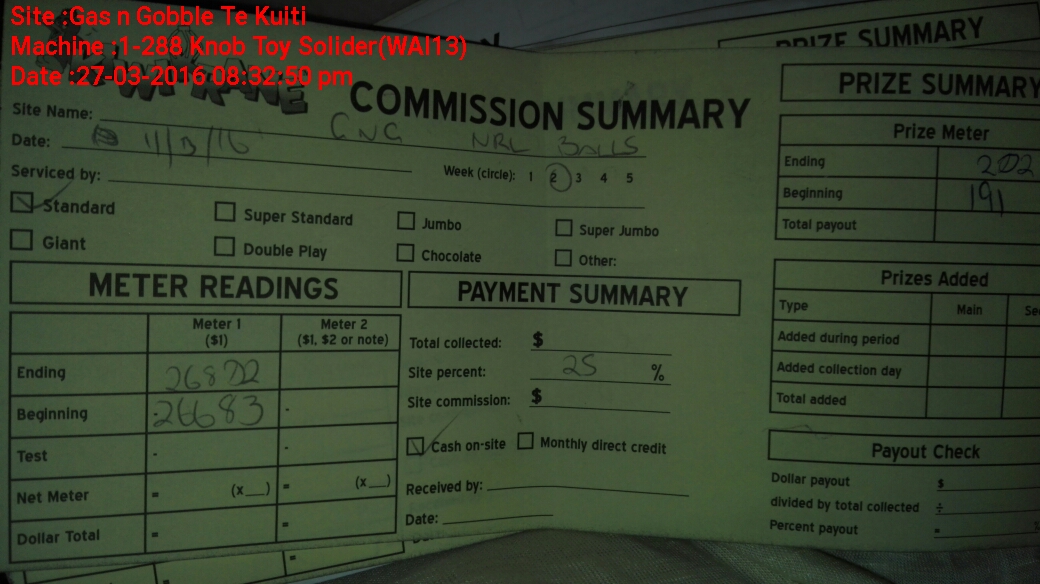 Site :Gas n Gobble Te Kuiti
Machine :1-288 Knob Toy Solider(WAI13)
Date :27-03-2016 08:32:50 pm
COMMISSION SUMMARY
Site Name: GNG NRL BALLS
Date: 11/3/16
Serviced by:
Week (circle): 1 2 3 4 5
Standard
Super Standard
Jumbo
Super Jumbo
Giant
Double Play
Chocolate
Other:
METER READINGS
Meter 1 ($1)
Meter 2 ($1, $2 or note)
Ending 26822
Beginning 26683 -
Test - -
Net Meter = (x__) = (x__)
Dollar Total = =
PAYMENT SUMMARY
Total collected: $
Site percent: 25 %
Site commission: $
Cash on-site
Monthly direct credit
Received by:
Date:
PRIZE SUMMARY
PRIZE SUMMARY
Prize Meter
Ending 202
Beginning 191
Total payout
Prizes Added
Type Main
Added during period
Added collection day
Total added
Payout Check
Dollar payout $
divided by total collected ÷
Percent payout =